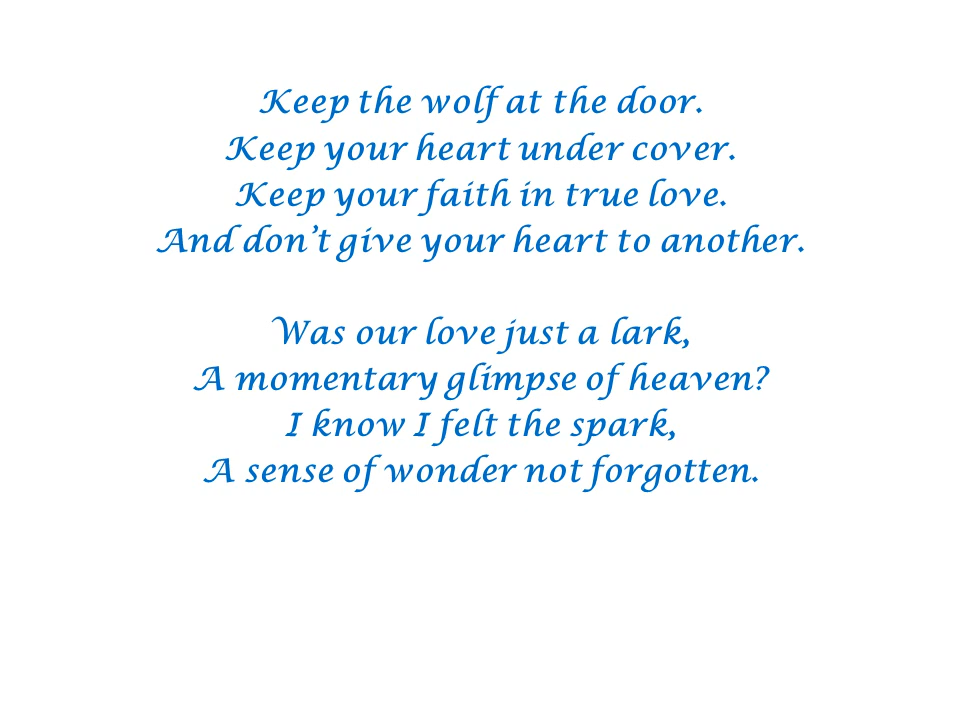 Keep the wolf at the door.
Keep your heart under cover.
Keep your faith in true love.
And don’t give your heart to another.

Was our love just a lark,
A momentary glimpse of heaven?
I know I felt the spark,
A sense of wonder not forgotten.